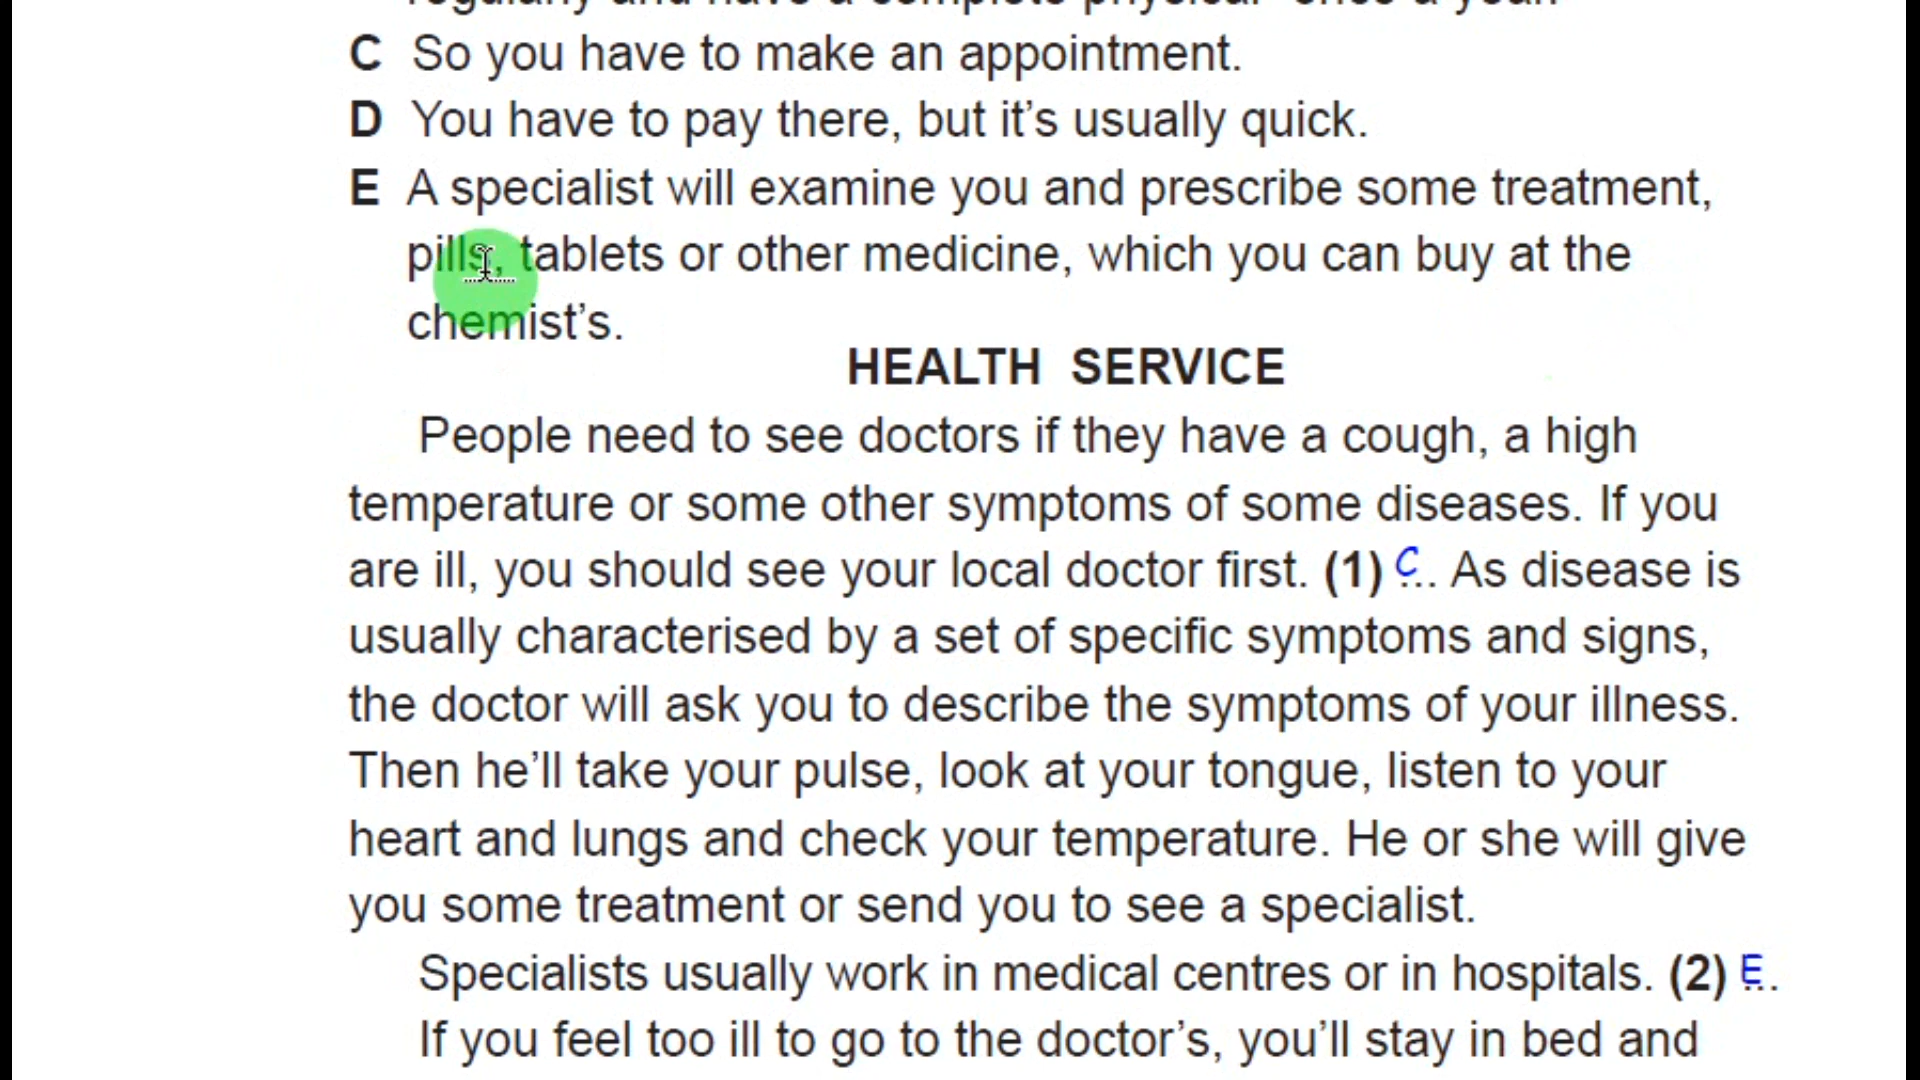 regularly and have a complete physical once a year.
C So you have to make an appointment.
D You have to pay there, but it’s usually quick.
E A specialist will examine you and prescribe some treatment,
pills, tablets or other medicine, which you can buy at the
chemist’s.
HEALTH SERVICE
People need to see doctors if they have a cough, a high
temperature or some other symptoms of some diseases. If you
are ill, you should see your local doctor first. (1) C... As disease is
usually characterised by a set of specific symptoms and signs,
the doctor will ask you to describe the symptoms of your illness.
Then he’ll take your pulse, look at your tongue, listen to your
heart and lungs and check your temperature. He or she will give
you some treatment or send you to see a specialist.
Specialists usually work in medical centres or in hospitals. (2) E...
If you feel too ill to go to the doctor’s, you’ll stay in bed and